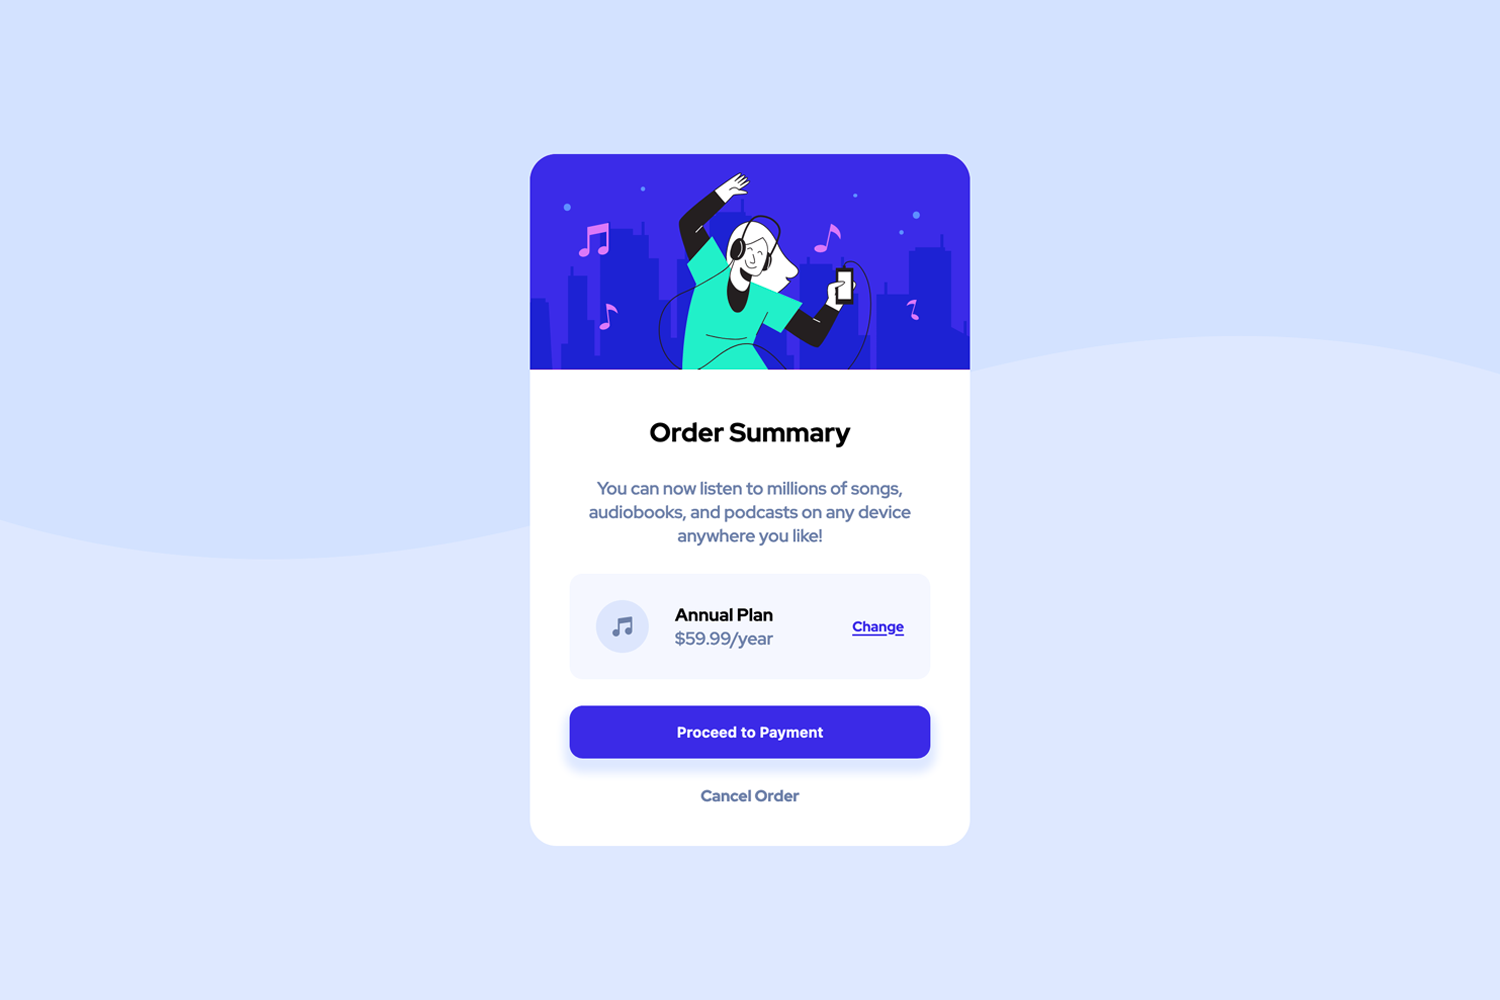 Order Summary
You can now listen to millions of songs,
audiobooks, and podcasts on any device
anywhere you like!
Annual Plan
$59.99/year
Change
Proceed to Payment
Cancel Order